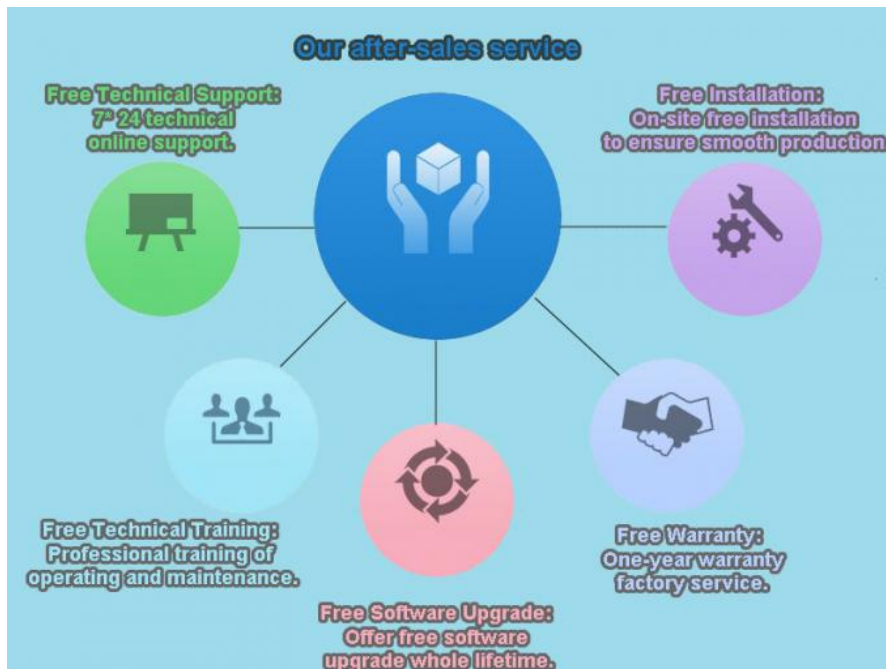 Our after-sales service
Free Technical Support:
7* 24 technical
online support.
Free Installation:
On-site free installation
to ensure smooth production
Free Technical Training:
Professional training of
operating and maintenance.
Free Software Upgrade:
Offer free software
upgrade whole lifetime.
Free Warranty:
One-year warranty
factory service.